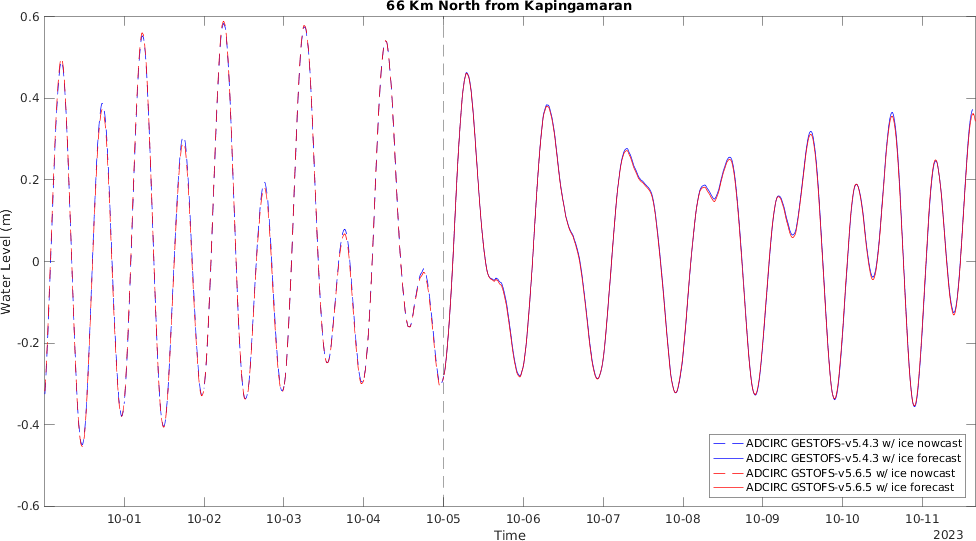 66 Km North from Kapingamaran
Water Level (m)
0.6
0.4
0.2
0
-0.2
-0.4
-0.6
10-01 10-02 10-03 10-04 10-05 10-06 10-07 10-08 10-09 10-10 10-11
Time
2023
ADCIRC GESTOFS-v5.4.3 w/ ice nowcast
ADCIRC GESTOFS-v5.4.3 w/ ice forecast
ADCIRC GSTOFS-v5.6.5 w/ ice nowcast
ADCIRC GSTOFS-v5.6.5 w/ ice forecast